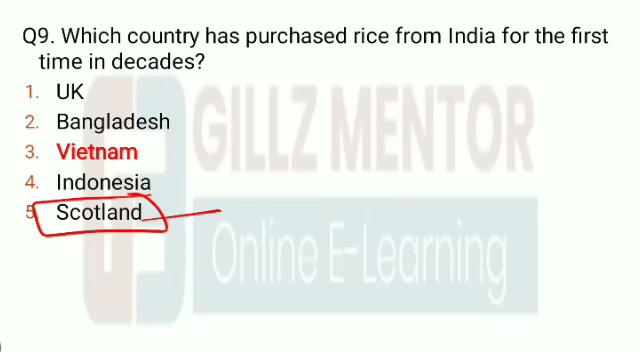 Q9. Which country has purchased rice from India for the first
time in decades?
1. UK
2. Bangladesh
3. Vietnam
4. Indonesia
5. Scotland
GILLZ MENTOR
Online E-Learning